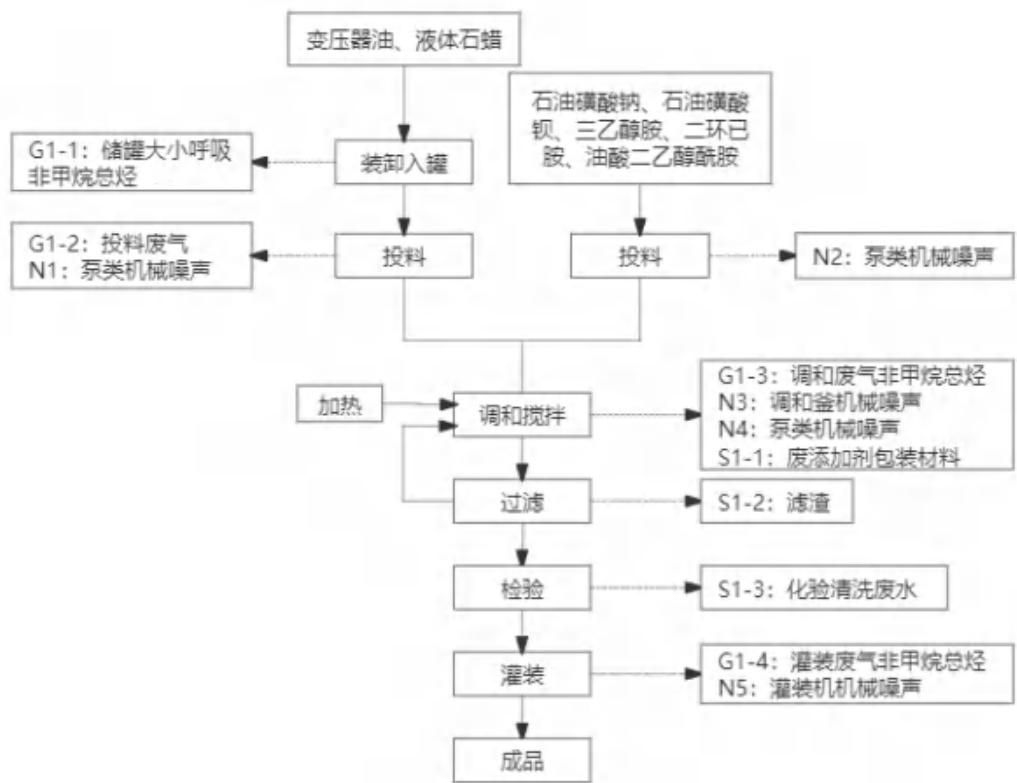 变压器油、液体石蜡
石油磺酸钠、石油磺酸
钡、三乙醇胺、二环已
胺、油酸二乙醇酰胺
G1-1：储罐大小呼吸
非甲烷总烃
装卸入罐
G1-2：投料废气
N1：泵类机械噪声
投料
投料
N2：泵类机械噪声
加热
调和搅拌
G1-3：调和废气非甲烷总烃
N3：调和釜机械噪声
N4：泵类机械噪声
S1-1：废添加剂包装材料
过滤
S1-2：滤渣
检验
S1-3：化验清洗废水
灌装
G1-4：灌装废气非甲烷总烃
N5：灌装机机械噪声
成品